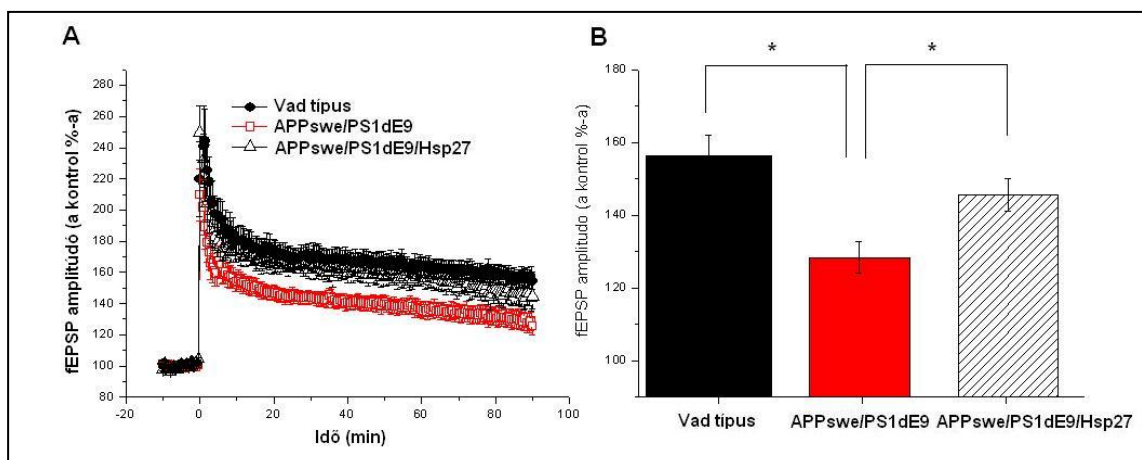 A
fEPSP amplitudó (a kontrol %-a)
280
260
240
220
200
180
160
140
120
100
80
Vad típus
APPswe/PS1dE9
APPswe/PS1dE9/Hsp27
-20 0 20 40 60 80 100
Idő (min)
B
fEPSP amplitudo (a kontrol %-a)
180
160
140
120
100
* *
Vad típus APPswe/PS1dE9 APPswe/PS1dE9/Hsp27